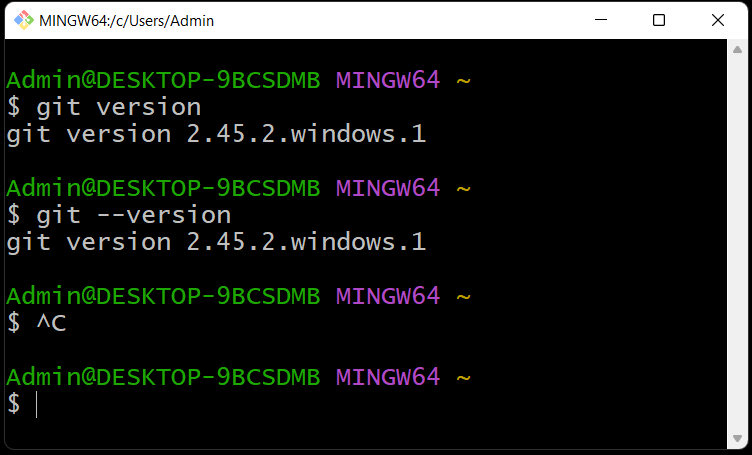 MINGW64:/c/Users/Admin
Admin@DESKTOP-9BCSDMB MINGW64 ~
$ git version
git version 2.45.2.windows.1
Admin@DESKTOP-9BCSDMB MINGW64 ~
$ git --version
git version 2.45.2.windows.1
Admin@DESKTOP-9BCSDMB MINGW64 ~
$ ^C
Admin@DESKTOP-9BCSDMB MINGW64 ~
$